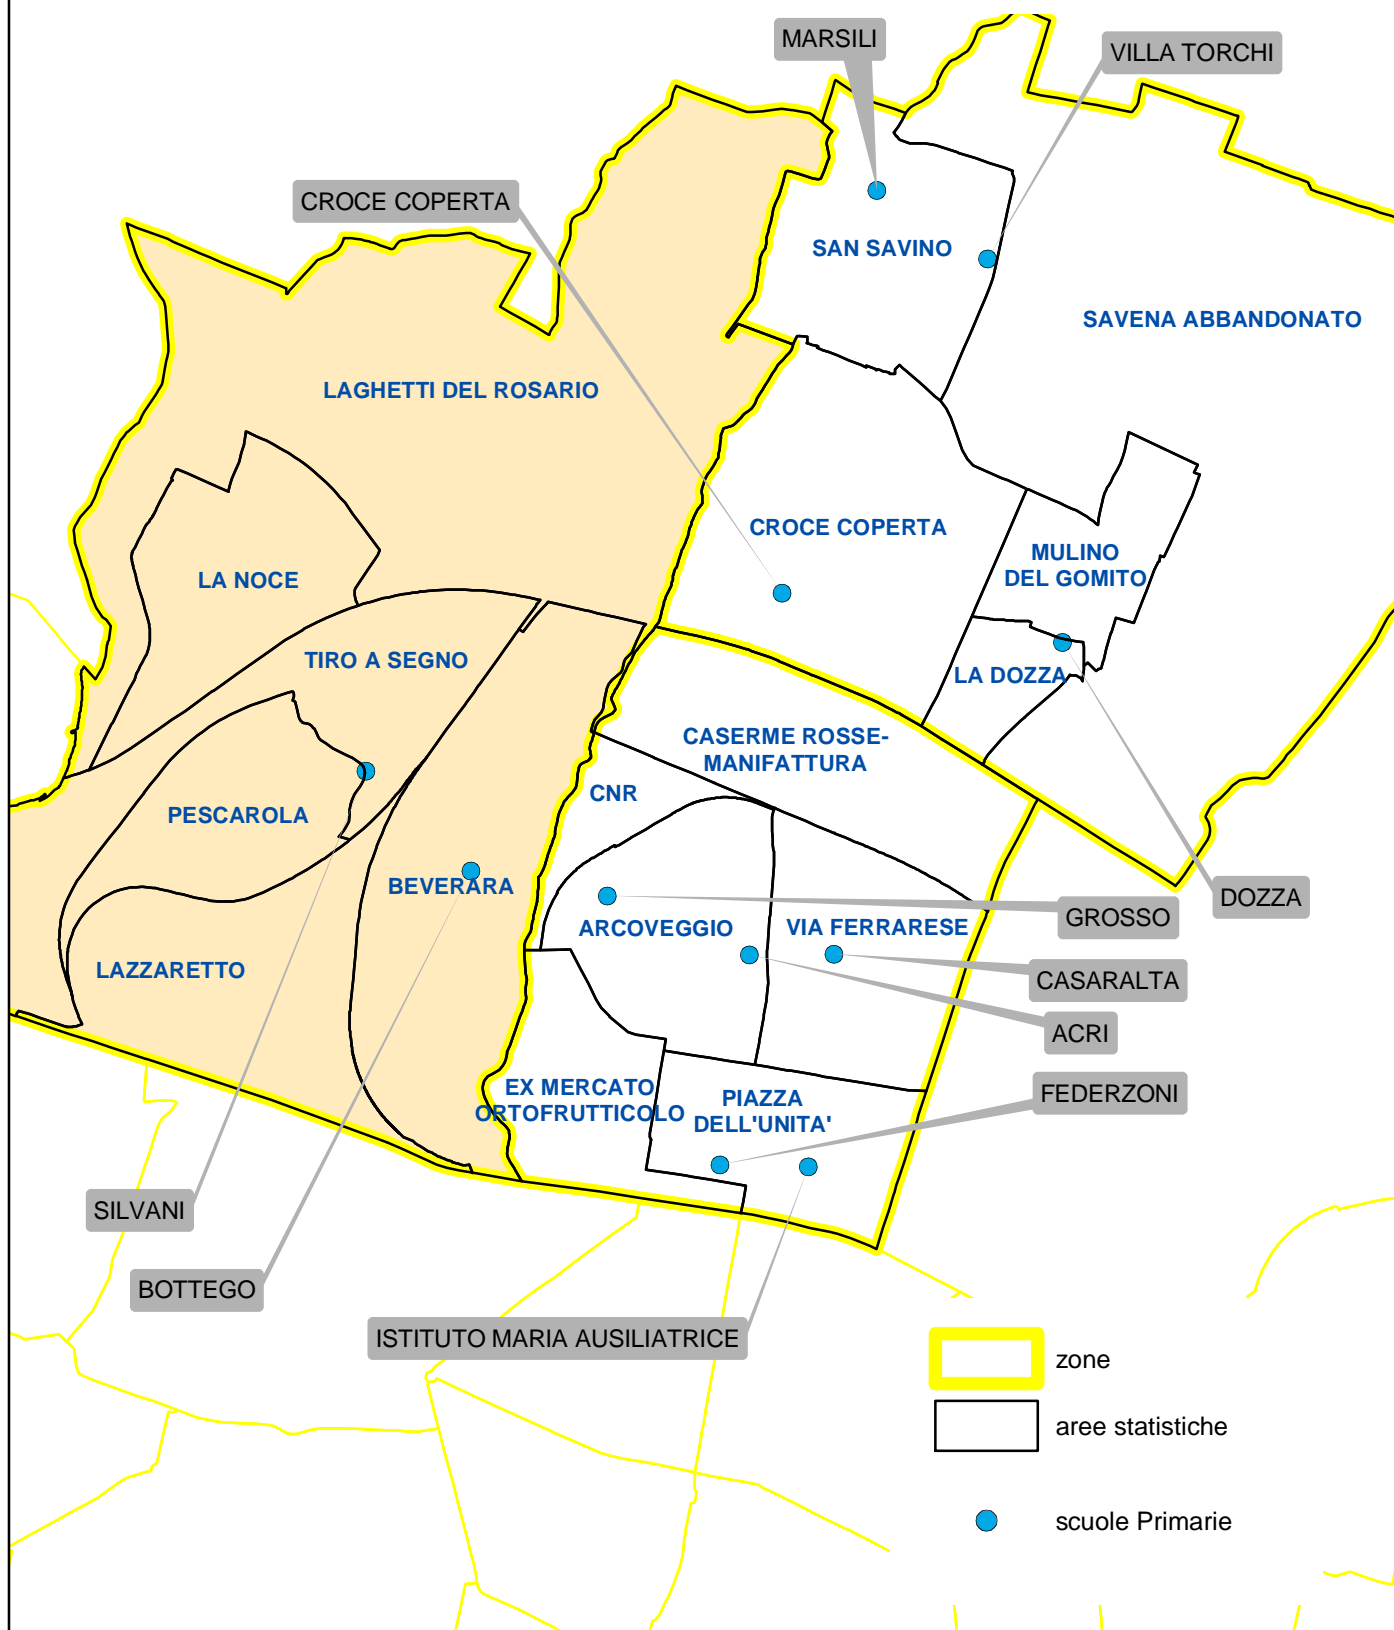 MARSILI
VILLA TORCHI
CROCE COPERTA
SAN SAVINO
SAVENA ABBANDONATO
LAGHETTI DEL ROSARIO
CROCE COPERTA
MULINO
DEL GOMITO
LA NOCE
TIRO A SEGNO
LA DOZZA
CASERME ROSSE-
MANIFATTURA
CNR
PESCAROLA
BEVERARA
DOZZA
GROSSO
ARCOVEGGIO
VIA FERRARESE
LAZZARETTO
CASARALTA
ACRI
EX MERCATO
ORTOFRUTTICOLO
PIAZZA
DELL'UNITA'
FEDERZONI
SILVANI
BOTTEGO
ISTITUTO MARIA AUSILIATRICE
zone
aree statistiche
scuole Primarie